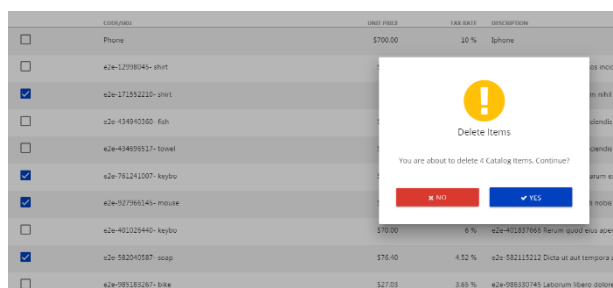 CODE/SKU UNIT PRICE TAX RATE DESCRIPTION
Phone $700.00 10 % Iphone
e2e-12998045- shirt
e2e-171552210- shirt m nihil
e2e-434940360- fish
e2e-434698517- towel
e2e-761241007- keybo
e2e-927966145- mouse nobis
e2e-401026440- keybo $70.00 6 % e2e-401837666 Rerum quod eius aper
e2e-582040587- soap $76.40 4.52 % e2e-582115212 Dicta ut aut tempora a
e2e-985183267- bike $27.03 3.65 % e2e-986330745 Laborum libero dolore
Delete Items
You are about to delete 4 Catalog Items. Continue?
✖ NO ✔ YES